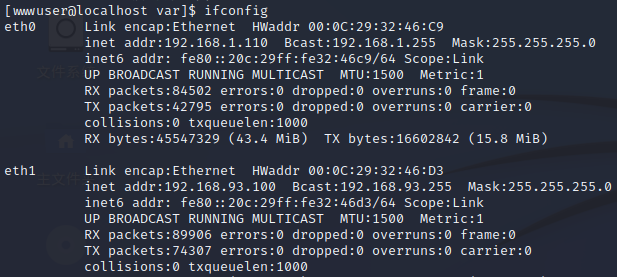 [wwwuser@localhost var]$ ifconfig
eth0 Link encap:Ethernet HWaddr 00:0C:29:32:46:C9
inet addr:192.168.1.110 Bcast:192.168.1.255 Mask:255.255.255.0
inet6 addr: fe80::20c:29ff:fe32:46c9/64 Scope:Link
UP BROADCAST RUNNING MULTICAST MTU:1500 Metric:1
RX packets:84502 errors:0 dropped:0 overruns:0 frame:0
TX packets:42795 errors:0 dropped:0 overruns:0 carrier:0
collisions:0 txqueuelen:1000
RX bytes:45547329 (43.4 MiB) TX bytes:16602842 (15.8 MiB)
eth1 Link encap:Ethernet HWaddr 00:0C:29:32:46:D3
inet addr:192.168.93.100 Bcast:192.168.93.255 Mask:255.255.255.0
inet6 addr: fe80::20c:29ff:fe32:46d3/64 Scope:Link
UP BROADCAST RUNNING MULTICAST MTU:1500 Metric:1
RX packets:89906 errors:0 dropped:0 overruns:0 frame:0
TX packets:74307 errors:0 dropped:0 overruns:0 carrier:0
collisions:0 txqueuelen:1000